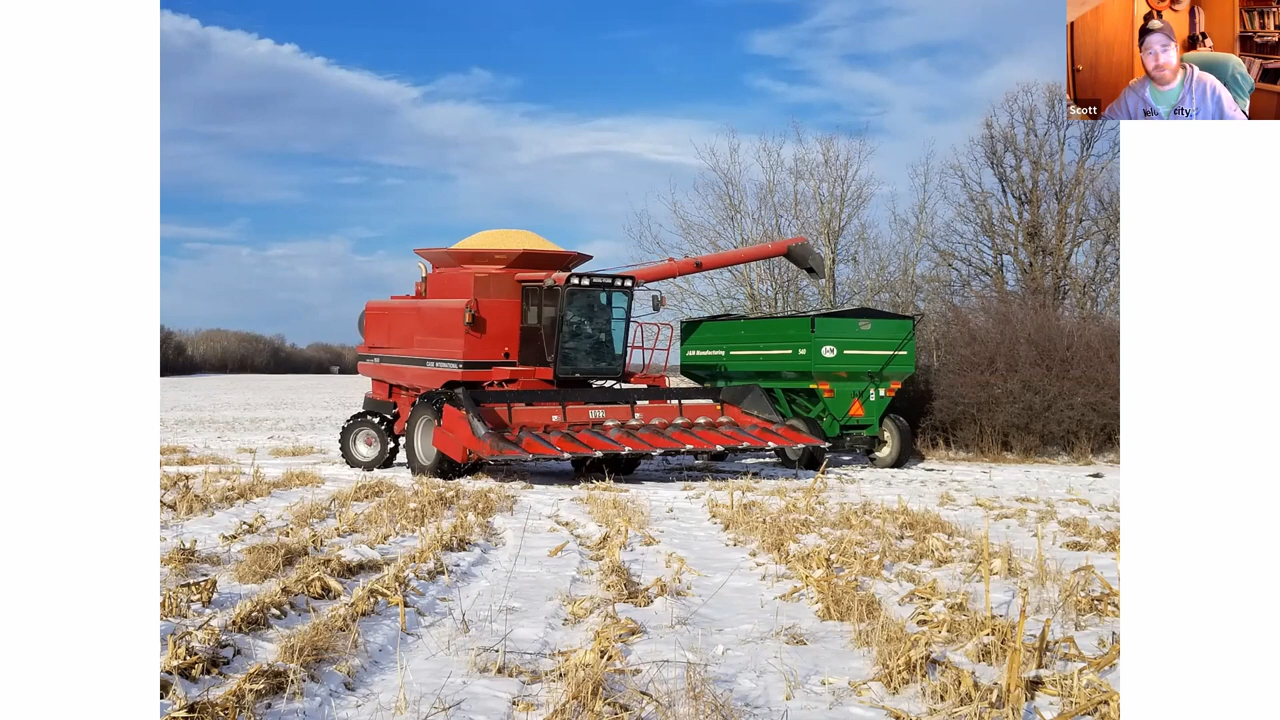 Scott
CASE INTERNATIONAL
1022
J&M Manufacturing
540
J&M